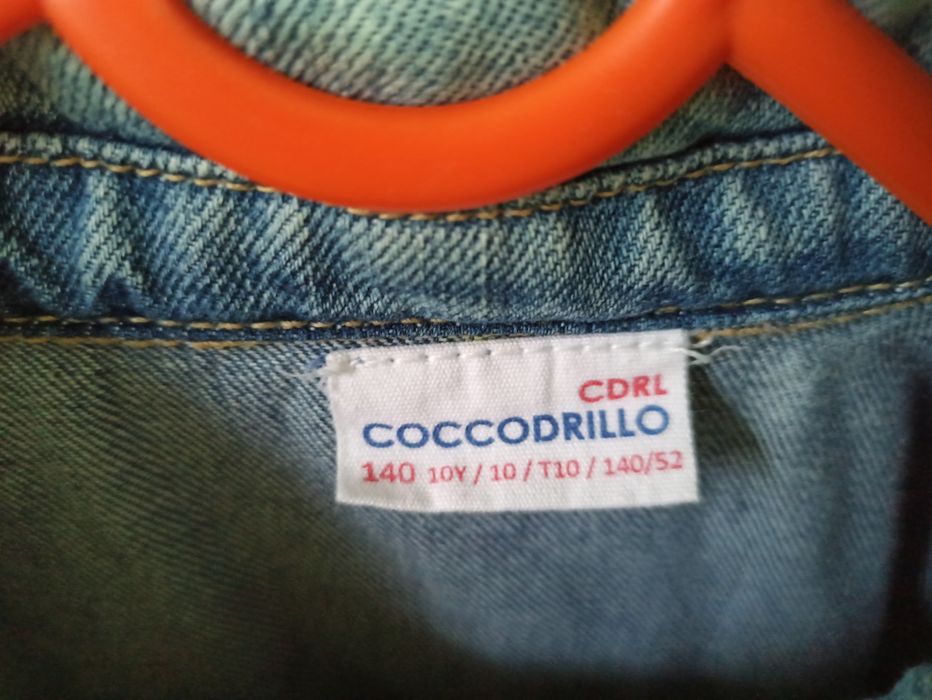 CDRL
COCCODRILLO
140 10Y / 10 / T10 / 140/52